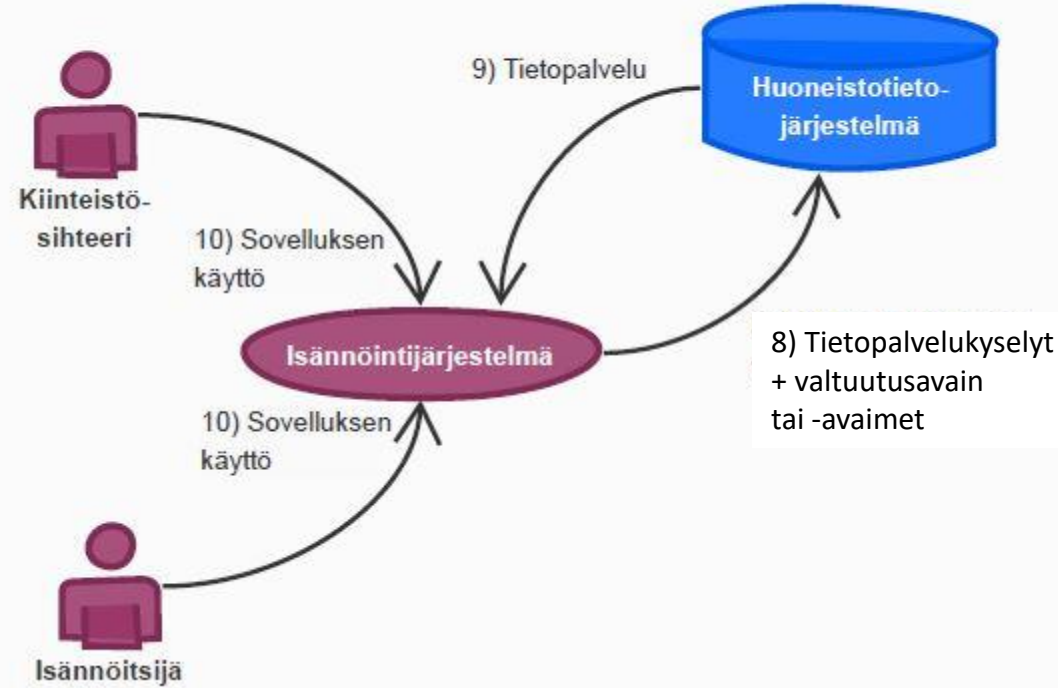 9) Tietopalvelu
Huoneistotieto-
järjestelmä
Kiinteistö-
sihteeri
10) Sovelluksen
käyttö
Isännöintijärjestelmä
8) Tietopalvelukyselyt
+ valtuutusavain
tai -avaimet
10) Sovelluksen
käyttö
Isännöitsijä